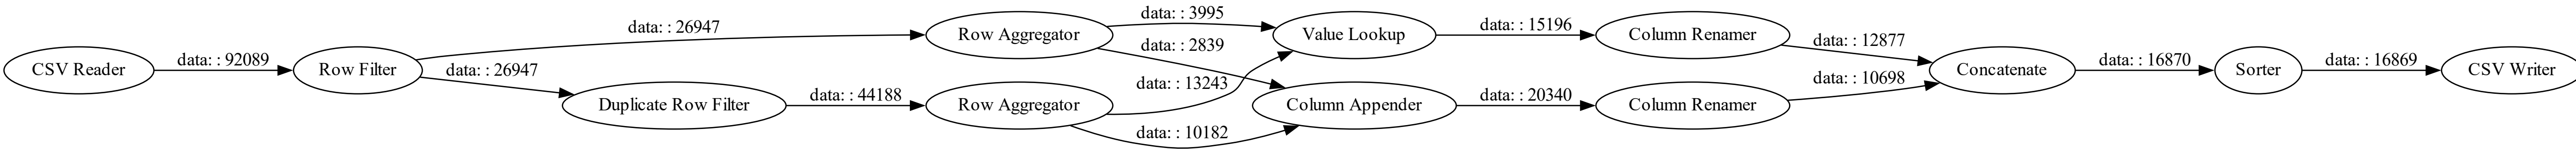 CSV Reader
data: : 92089
Row Filter
data: : 26947
data: : 26947
Duplicate Row Filter
data: : 44188
Row Aggregator
Row Aggregator
data: : 3995
data: : 2839
data: : 13243
data: : 10182
Value Lookup
Column Appender
data: : 15196
data: : 20340
Column Renamer
Column Renamer
data: : 12877
data: : 10698
Concatenate
data: : 16870
Sorter
data: : 16869
CSV Writer